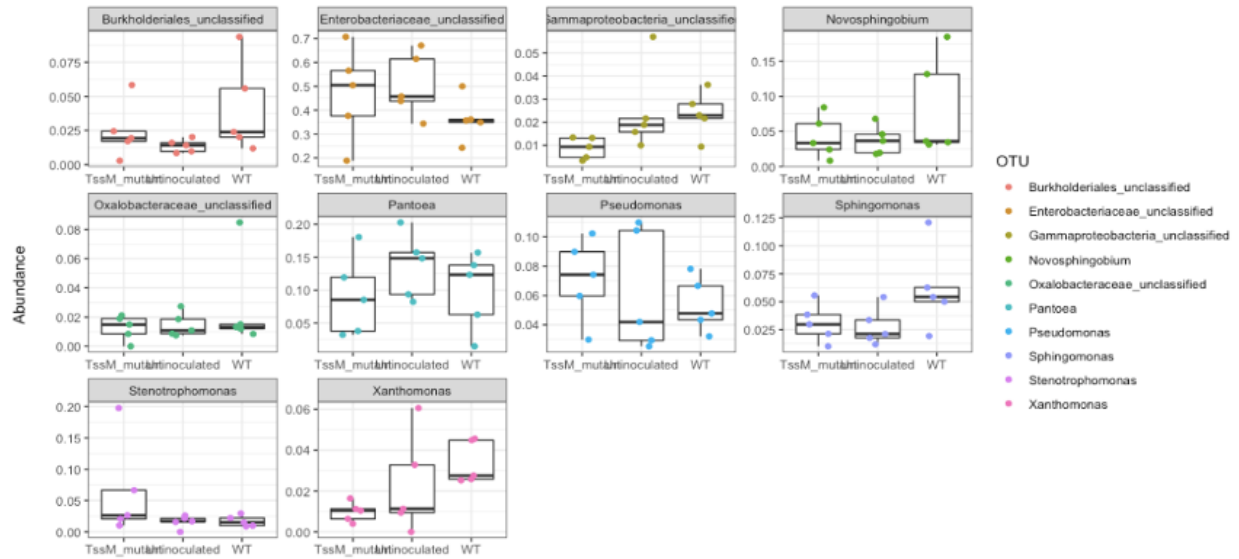 Burkholderiales_unclassified
Enterobacteriaceae_unclassified
Gammaproteobacteria_unclassified
Novosphingobium
0.075
0.050
0.025
0.000
0.7
0.6
0.5
0.4
0.3
0.2
0.05
0.04
0.03
0.02
0.01
0.00
0.15
0.10
0.05
0.00
TssM_mutant Uninoculated WT
TssM_mutant Uninoculated WT
TssM_mutant Uninoculated WT
TssM_mutant Uninoculated WT
Oxalobacteraceae_unclassified
Pantoea
Pseudomonas
Sphingomonas
0.08
0.06
0.04
0.02
0.00
0.20
0.15
0.10
0.05
0.10
0.08
0.06
0.04
0.125
0.100
0.075
0.050
0.025
TssM_mutant Uninoculated WT
TssM_mutant Uninoculated WT
TssM_mutant Uninoculated WT
TssM_mutant Uninoculated WT
Stenotrophomonas
Xanthomonas
0.20
0.15
0.10
0.05
0.00
0.06
0.04
0.02
0.00
TssM_mutant Uninoculated WT
TssM_mutant Uninoculated WT
Abundance
OTU
Burkholderiales_unclassified
Enterobacteriaceae_unclassified
Gammaproteobacteria_unclassified
Novosphingobium
Oxalobacteraceae_unclassified
Pantoea
Pseudomonas
Sphingomonas
Stenotrophomonas
Xanthomonas